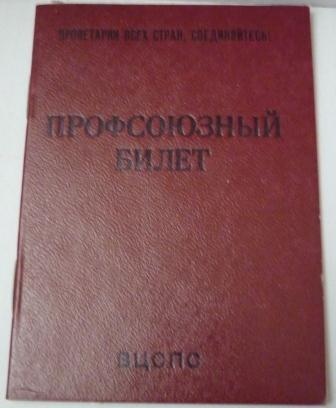 ПРОЛЕТАРИИ ВСЕХ СТРАН, СОЕДИНЯЙТЕСЬ!
ПРОФСОЮЗНЫЙ
БИЛЕТ
ВЦСПС